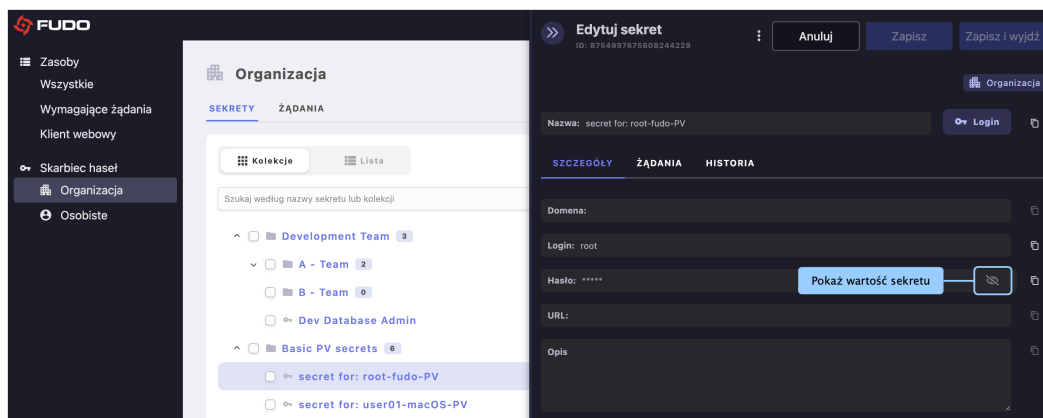 FUDO
Zasoby
Wszystkie
Wymagające żądania
Klient webowy
Skarbiec haseł
Organizacja
Osobiste
Organizacja
SEKRETY ŻĄDANIA
Kolekcje Lista
Szukaj według nazwy sekretu lub kolekcji
Development Team 3
A - Team 2
B - Team 0
Dev Database Admin
Basic PV secrets 6
secret for: root-fudo-PV
secret for: user01-macOS-PV
Edytuj sekret
ID: 8754997675608244229
Anuluj Zapisz Zapisz i wyjdź
Organizacja
Nazwa: secret for: root-fudo-PV Login
SZCZEGÓŁY ŻĄDANIA HISTORIA
Domena:
Login: root
Hasło: ***** Pokaż wartość sekretu
URL:
Opis